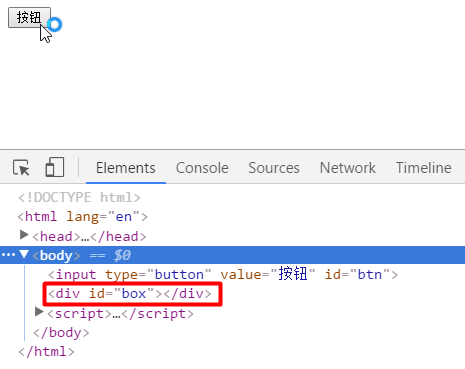 按钮
Elements Console Sources Network Timeline
<!DOCTYPE html>
<html lang="en">
<head>…</head>
<body> == $0
<input type="button" value="按钮" id="btn">
<div id="box"></div>
<script>…</script>
</body>
</html>